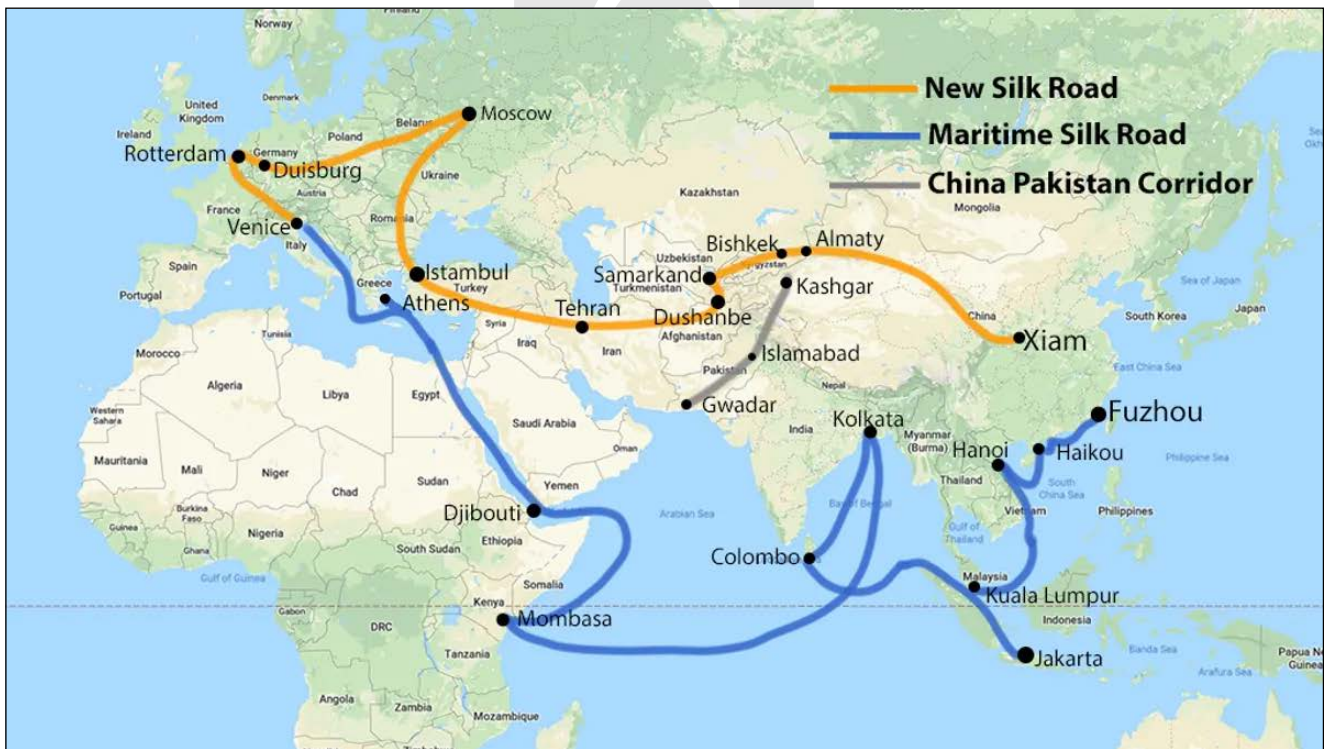 Norway
Finland
New Silk Road
Maritime Silk Road
China Pakistan Corridor
Denmark
United
Kingdom
Ireland
Moscow
Belarus
Poland
Rotterdam
Germany
Duisburg
Ukraine
Austria
France
Romania
Kazakhstan
Mongolia
Venice
Italy
Bishkek
Almaty
Uzbekistan
Spain
Istambul
Samarkand
Turkmenistan
Kashgar
Greece
Turkey
Portugal
Athens
Tehran
Dushanbe
Sea of Japan
Japan
South Korea
China
Xiam
Tunisia
Syria
Afghanistan
Morocco
Iraq
Iran
Islamabad
Pakistan
East China Sea
Algeria
Libya
Egypt
Nepal
Gwadar
Western
Sahara
Saudi Arabia
Kolkata
Fuzhou
India
Oman
Myanmar
(Burma)
Hanoi
Haikou
Mauritania
Mali
Niger
Sudan
Chad
Yemen
Thailand
Philippine Sea
South
China Sea
Bay of Bengal
Arabian Sea
Vietnam
Philippines
Djibouti
Burkina
Faso
Guinea
Nigeria
Ethiopia
Gulf of
Thailand
Ghana
South Sudan
Colombo
Gulf of Guinea
Somalia
Malaysia
Kuala Lumpur
Kenya
Gabon
Mombasa
Indonesia
DRC
Tanzania
Jakarta
Banda Sea
Papua Ne
Guinea
Arafura Sea
Angola
Zambia
Mozambique